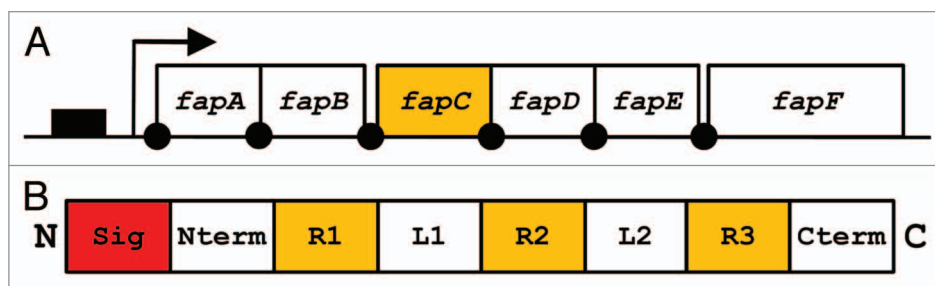 A
fapA fapB fapC fapD fapE fapF
B
N Sig Nterm R1 L1 R2 L2 R3 Cterm C